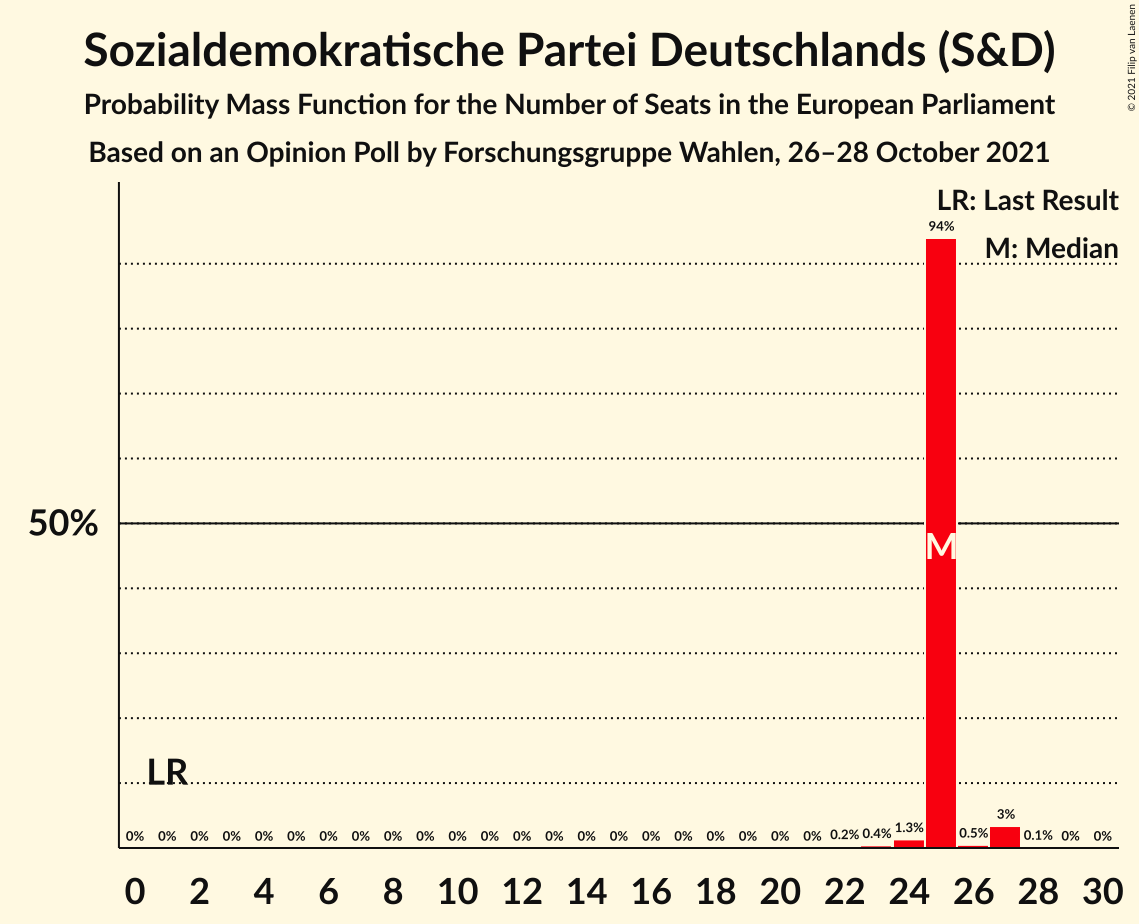 Sozialdemokratische Partei Deutschlands (S&D)
Probability Mass Function for the Number of Seats in the European Parliament
Based on an Opinion Poll by Forschungsgruppe Wahlen, 26–28 October 2021
© 2021 Filip van Laenen
LR: Last Result
94%
M: Median
50%
M
LR
3%
0% 0% 0% 0% 0% 0% 0% 0% 0% 0% 0% 0% 0% 0% 0% 0% 0% 0% 0% 0% 0% 0% 0.2% 0.4% 1.3% 0.5% 0.1% 0% 0%
0 2 4 6 8 10 12 14 16 18 20 22 24 26 28 30